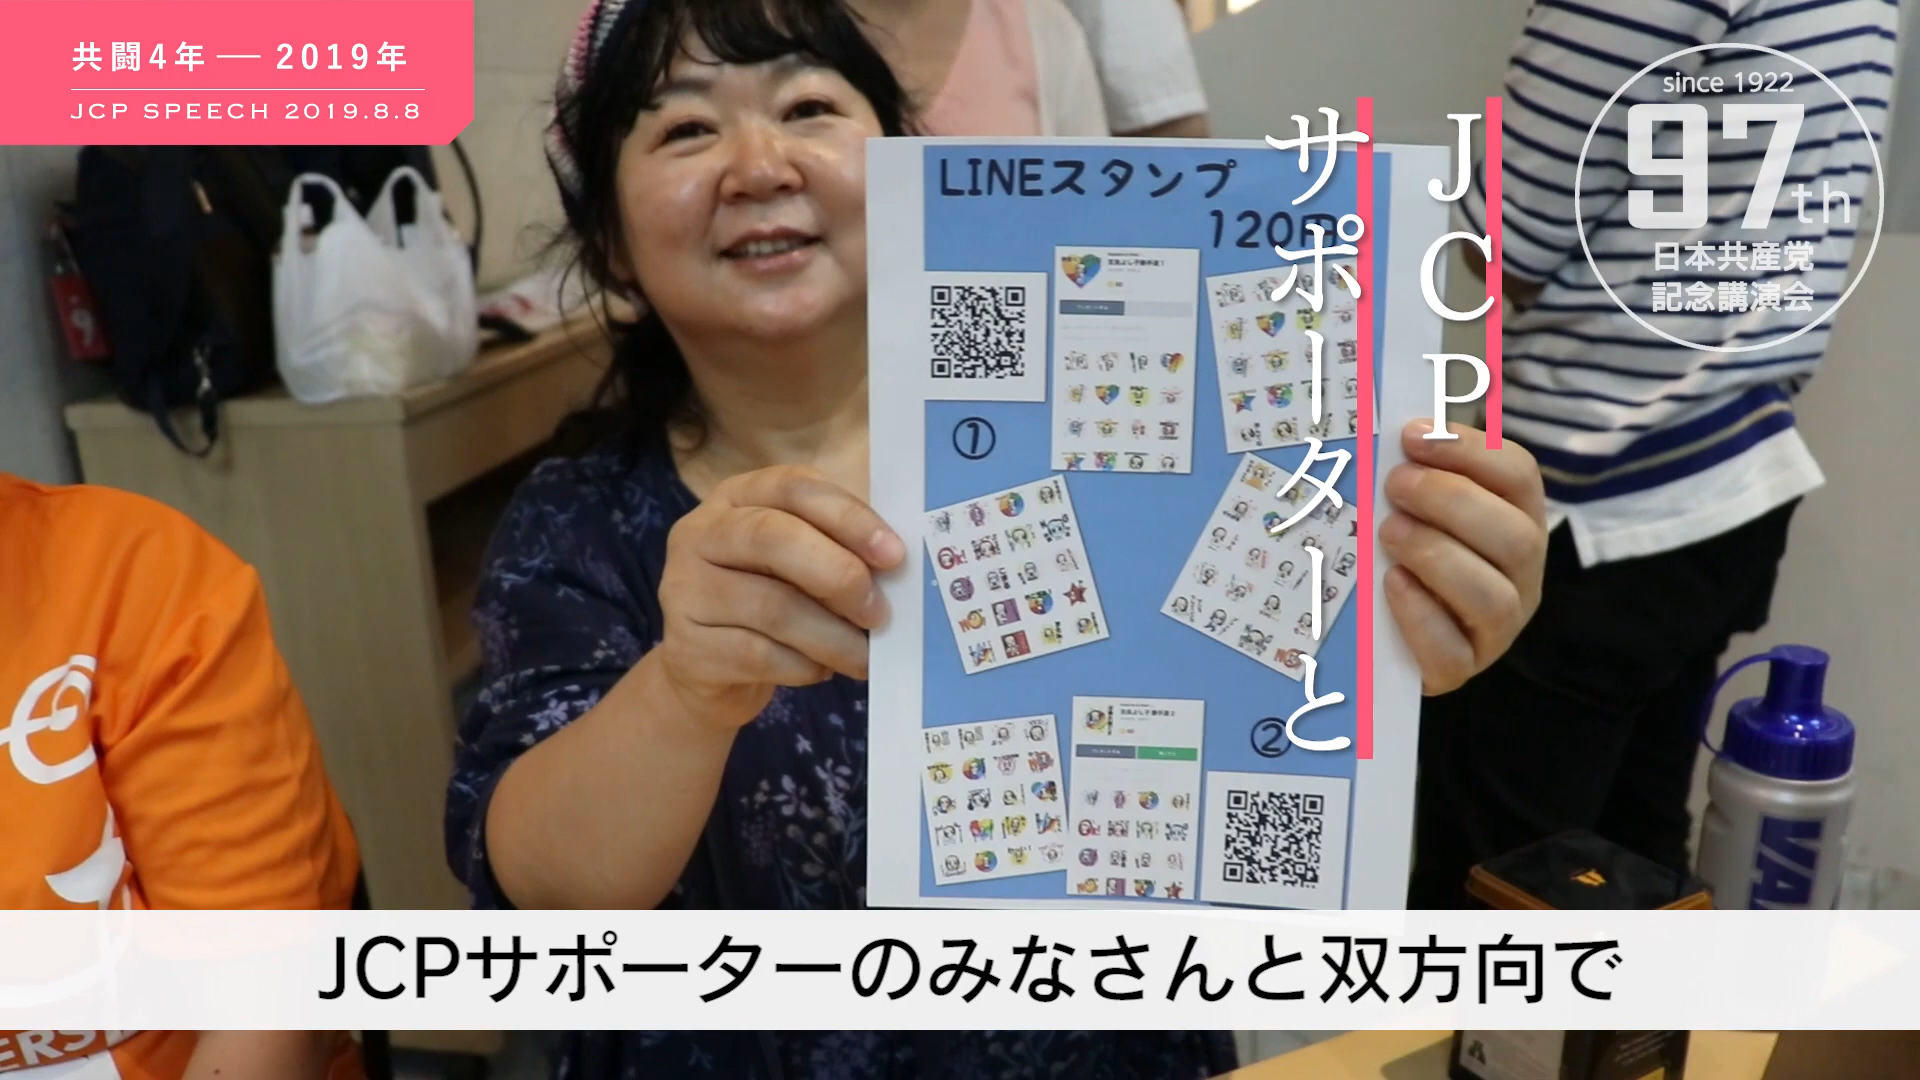 共闘4年 — 2019年
JCP SPEECH 2019.8.8
since 1922
97th
日本共産党
記念講演会
JCP
サポーターと
LINEスタンプ
120円
①
②
JCPサポーターのみなさんと双方向で